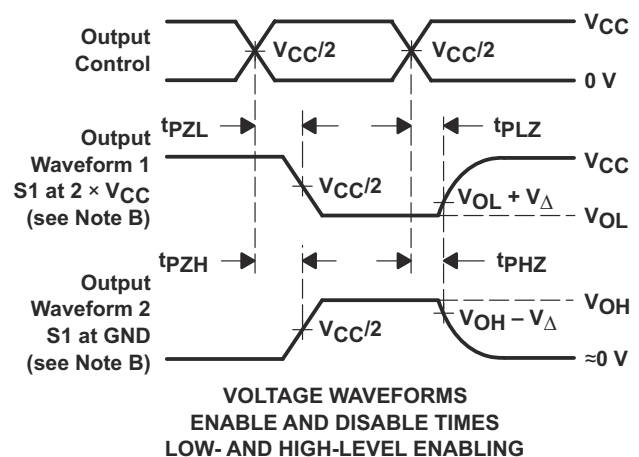 Output
Control
VCC/2
VCC/2
VCC
0 V
tPZL
tPLZ
Output
Waveform 1
S1 at 2 × VCC
(see Note B)
VCC/2
VCC
VOL + VΔ
VOL
tPZH
tPHZ
Output
Waveform 2
S1 at GND
(see Note B)
VCC/2
VOH
VOH – VΔ
≈0 V
VOLTAGE WAVEFORMS
ENABLE AND DISABLE TIMES
LOW- AND HIGH-LEVEL ENABLING